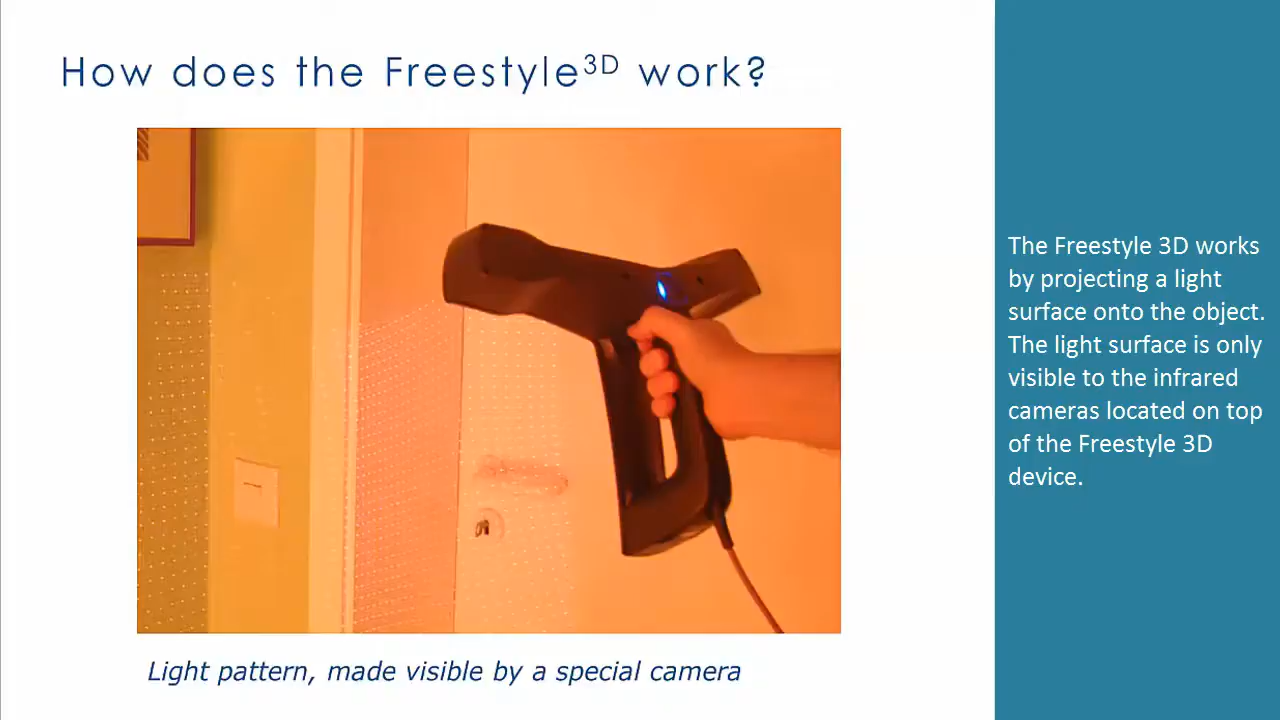 How does the Freestyle3D work?
The Freestyle 3D works
by projecting a light
surface onto the object.
The light surface is only
visible to the infrared
cameras located on top
of the Freestyle 3D
device.
Light pattern, made visible by a special camera